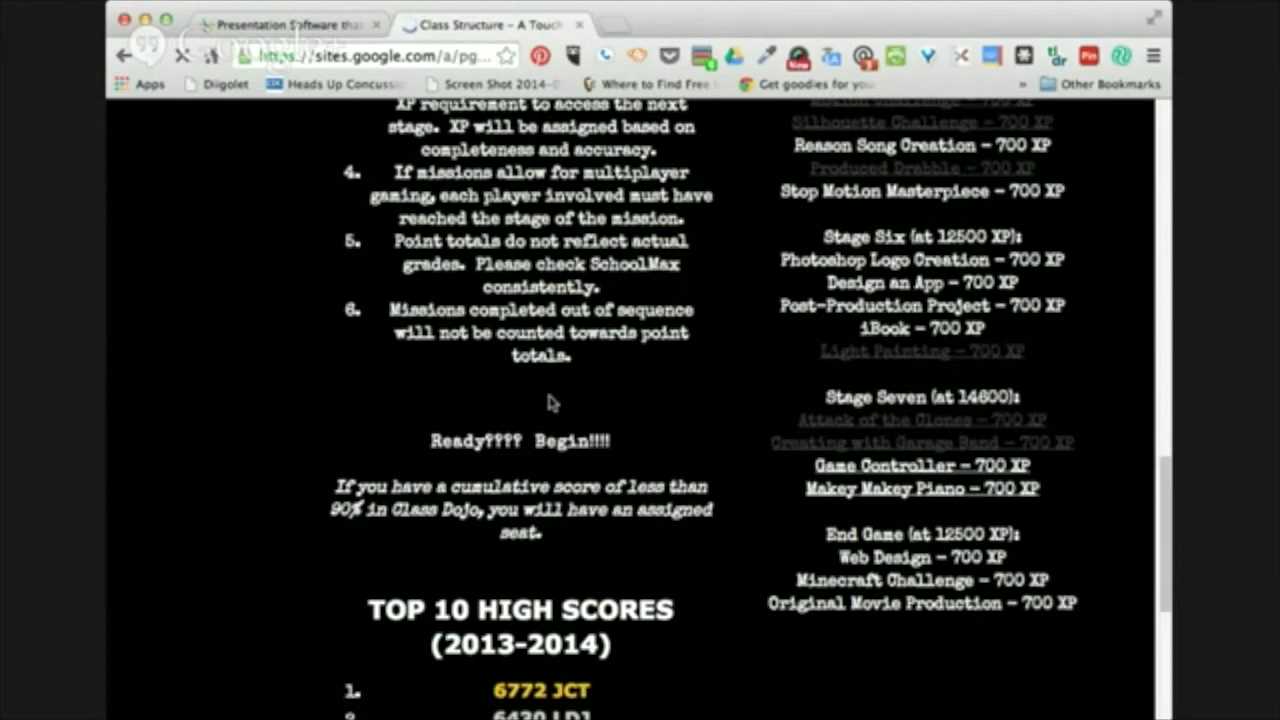 Presentation Software that
Class Structure – A Touch
https://sites.google.com/a/pg...
Apps
Diigolet
Heads Up Concussi
Screen Shot 2014-0
Where to Find Free
Get goodies for you
»
Other Bookmarks
XP requirement to access the next
stage. XP will be assigned based on
completeness and accuracy.
4. If missions allow for multiplayer
gaming, each player involved must have
reached the stage of the mission.
5. Point totals do not reflect actual
grades. Please check SchoolMax
consistently.
6. Missions completed out of sequence
will not be counted towards point
totals.
Ready???? Begin!!!!
If you have a cumulative score of less than
90% in Class Dojo, you will have an assigned
seat.
TOP 10 HIGH SCORES
(2013-2014)
1. 6772 JCT
Motion Challenge – 700 XP
Silhouette Challenge – 700 XP
Reason Song Creation – 700 XP
Produced Drabble – 700 XP
Stop Motion Masterpiece – 700 XP
Stage Six (at 12500 XP):
Photoshop Logo Creation – 700 XP
Design an App – 700 XP
Post-Production Project – 700 XP
iBook – 700 XP
Light Painting – 700 XP
Stage Seven (at 14600):
Attack of the Clones – 700 XP
Creating with Garage Band – 700 XP
Game Controller – 700 XP
Makey Makey Piano – 700 XP
End Game (at 12500 XP):
Web Design – 700 XP
Minecraft Challenge – 700 XP
Original Movie Production – 700 XP